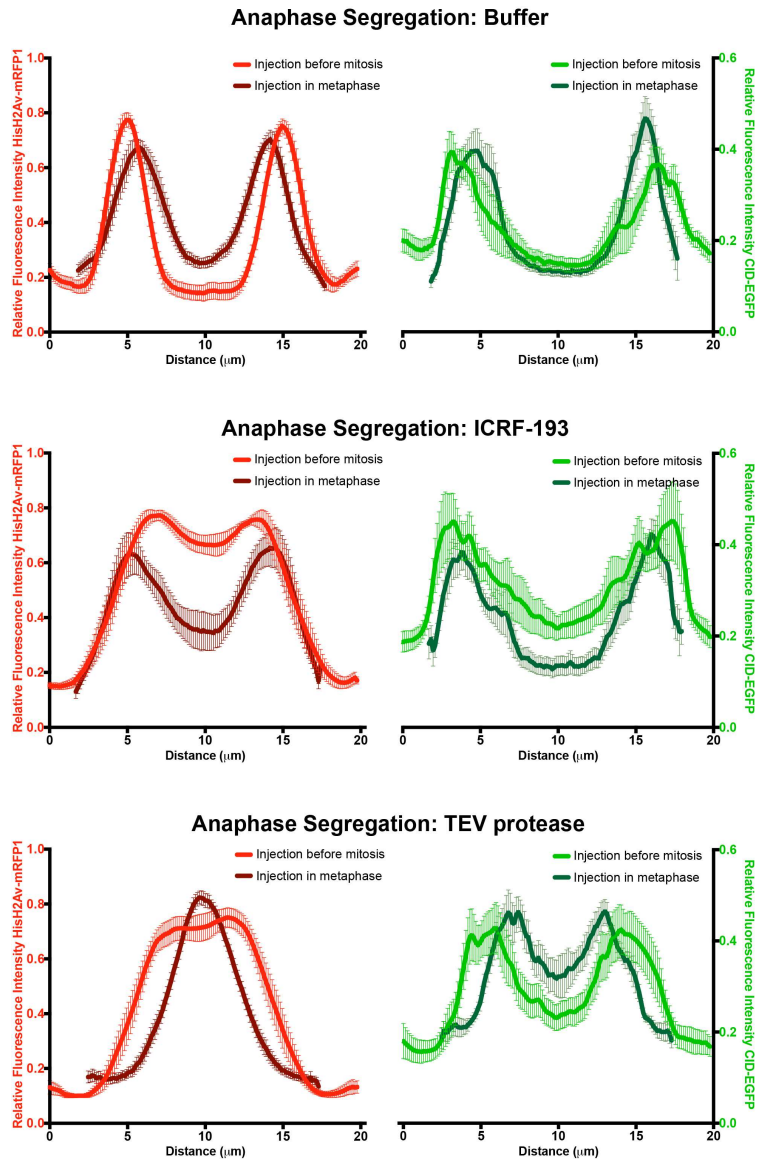 Anaphase Segregation: Buffer
Relative Fluorescence Intensity HisH2Av-mRFP1
1.0
0.8
0.6
0.4
0.2
0.0
Injection before mitosis
Injection in metaphase
0 5 10 15 20
Distance (μm)
Injection before mitosis
Injection in metaphase
0.6
0.4
0.2
0.0
Relative Fluorescence Intensity CID-EGFP
0 5 10 15 20
Distance (μm)
Anaphase Segregation: ICRF-193
Relative Fluorescence Intensity HisH2Av-mRFP1
1.0
0.8
0.6
0.4
0.2
0.0
Injection before mitosis
Injection in metaphase
0 5 10 15 20
Distance (μm)
Injection before mitosis
Injection in metaphase
0.6
0.4
0.2
0.0
Relative Fluorescence Intensity CID-EGFP
0 5 10 15 20
Distance (μm)
Anaphase Segregation: TEV protease
Relative Fluorescence Intensity HisH2Av-mRFP1
1.0
0.8
0.6
0.4
0.2
0.0
Injection before mitosis
Injection in metaphase
0 5 10 15 20
Distance (μm)
Injection before mitosis
Injection in metaphase
0.6
0.4
0.2
0.0
Relative Fluorescence Intensity CID-EGFP
0 5 10 15 20
Distance (μm)